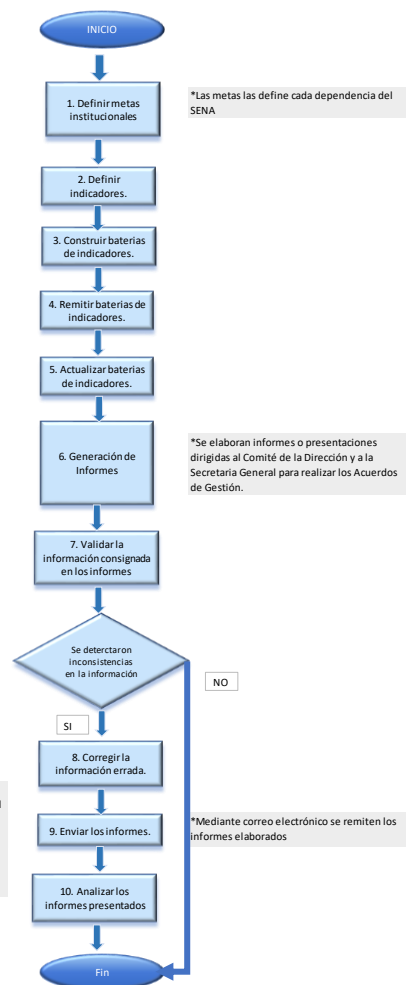 INICIO
1. Definir metas
institucionales
*Las metas las define cada dependencia del
SENA
2. Definir
indicadores.
3. Construir baterias
de indicadores.
4. Remitir baterias de
indicadores.
5. Actualizar baterias
de indicadores.
6. Generación de
Informes
*Se elaboran informes o presentaciones
dirigidas al Comité de la Dirección y a la
Secretaria General para realizar los Acuerdos
de Gestión.
7. Validar la
información consignada
en los informes
Se deterctaron
inconsistencias
en la información
NO
SI
8. Corregir la
información errada.
9. Enviar los informes.
*Mediante correo electrónico se remiten los
informes elaborados
10. Analizar los
informes presentados
Fin